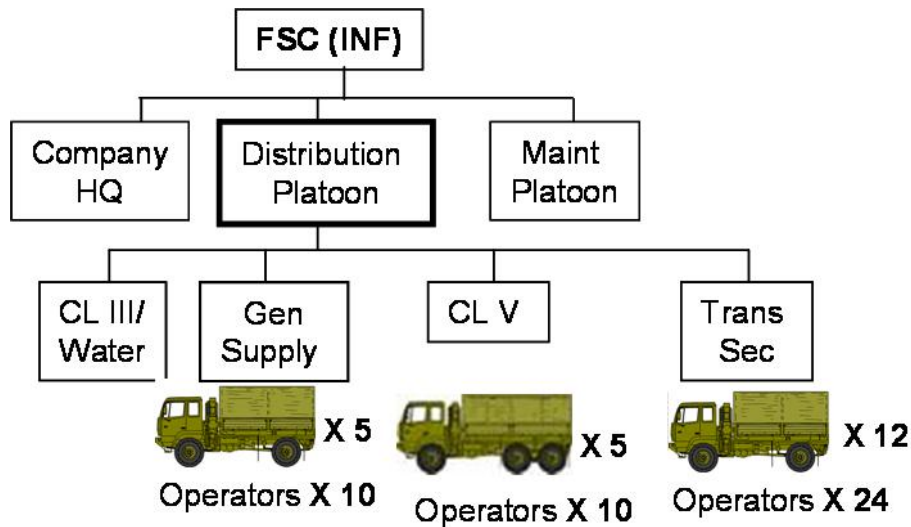 FSC (INF)
Company
HQ
Distribution
Platoon
Maint
Platoon
CL III/
Water
Gen
Supply
CL V
Trans
Sec
X 5
X 5
X 12
Operators X 10
Operators X 10
Operators X 24